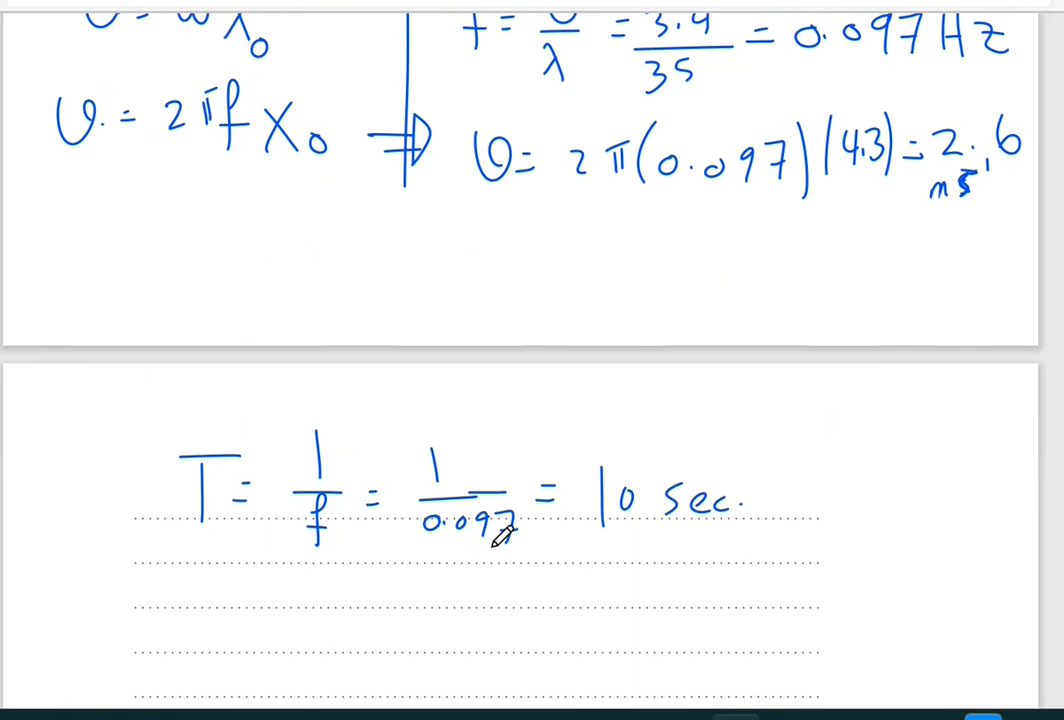 f = υ/λ = 3.4/35 = 0.097 Hz
υ. = 2πf x₀ ⇒ υ = 2π(0.097)(4.3) = 2.6
T = 1/f = 1/0.097 = 10 sec.